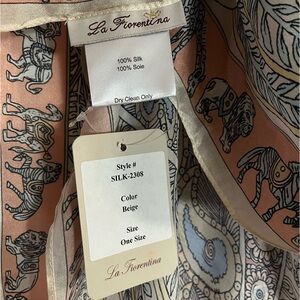 La Fiorentina
100% Silk
100% Soie
Dry Clean Only
Style #
SILK-2308
Color
Beige
Size
One Size
La Fiorentina